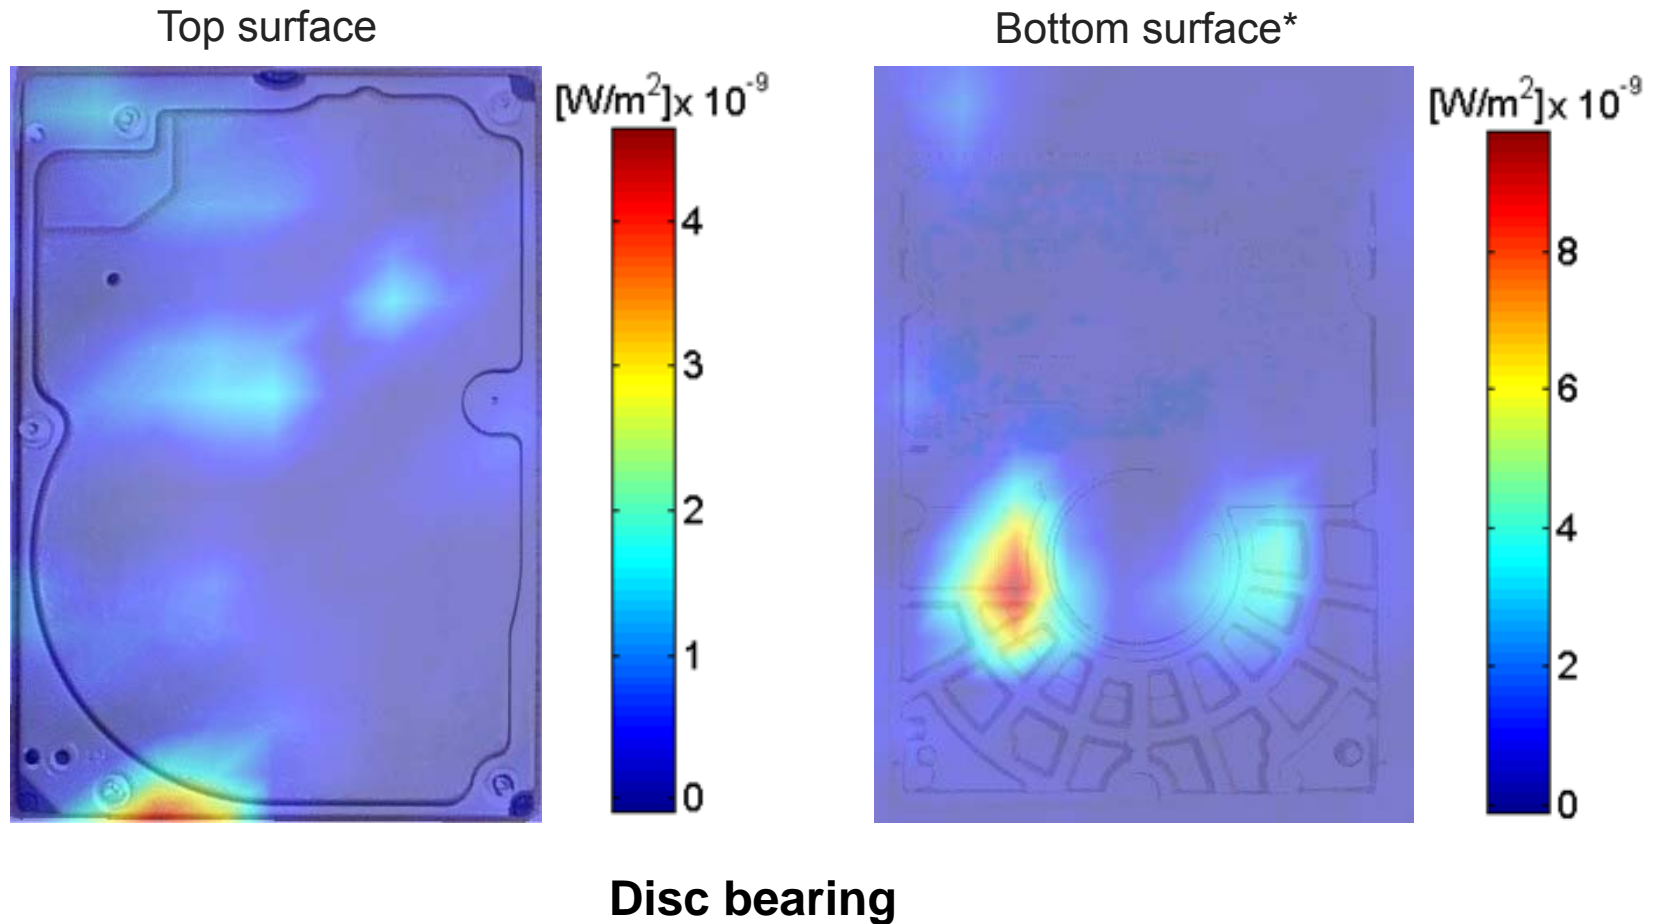 Top surface
Bottom surface*
[W/m²]x 10⁻⁹
4
3
2
1
0
[W/m²]x 10⁻⁹
8
6
4
2
0
Disc bearing